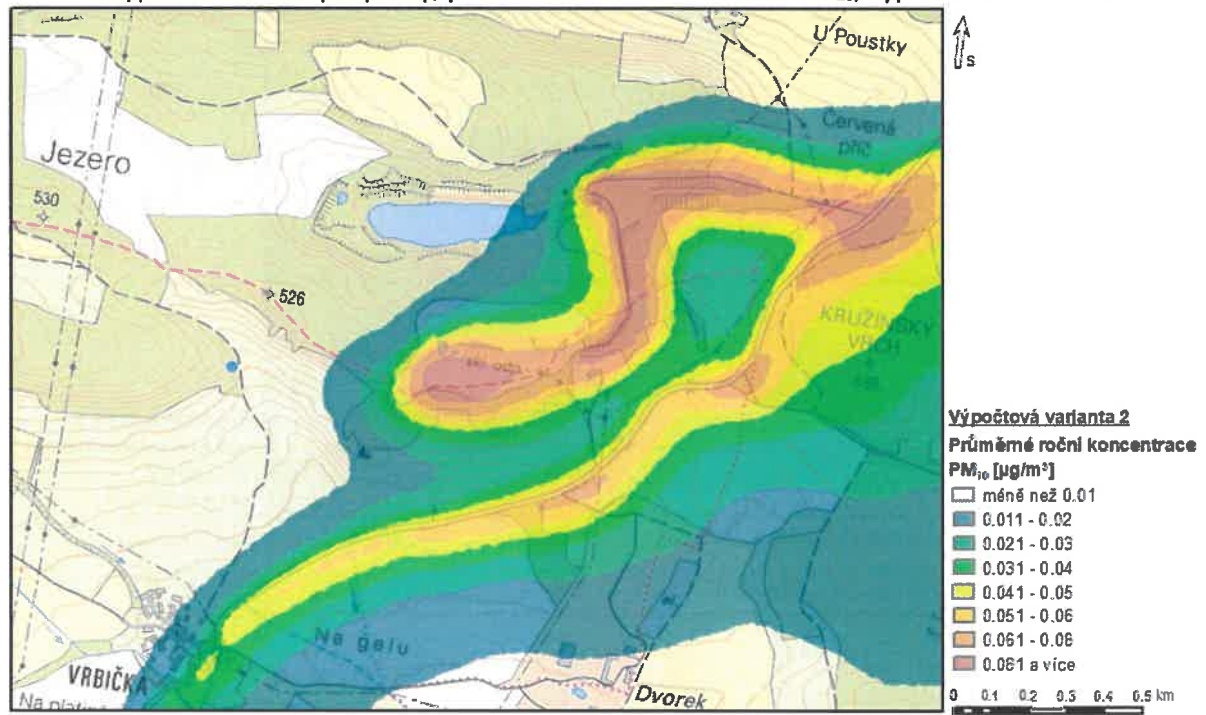 U Poustky
S
Červená
příč
Jezero
530
526
KRUŽÍNSKÝ
VRCH
Výpočtová varianta 2
Průměrné roční koncentrace
PM₁₀ [µg/m³]
méně než 0.01
0.011 - 0.02
0.021 - 0.03
0.031 - 0.04
0.041 - 0.05
0.051 - 0.06
0.061 - 0.08
0.081 a více
Na gelu
VRBIČKA
Dvorek
0 0.1 0.2 0.3 0.4 0.5 km